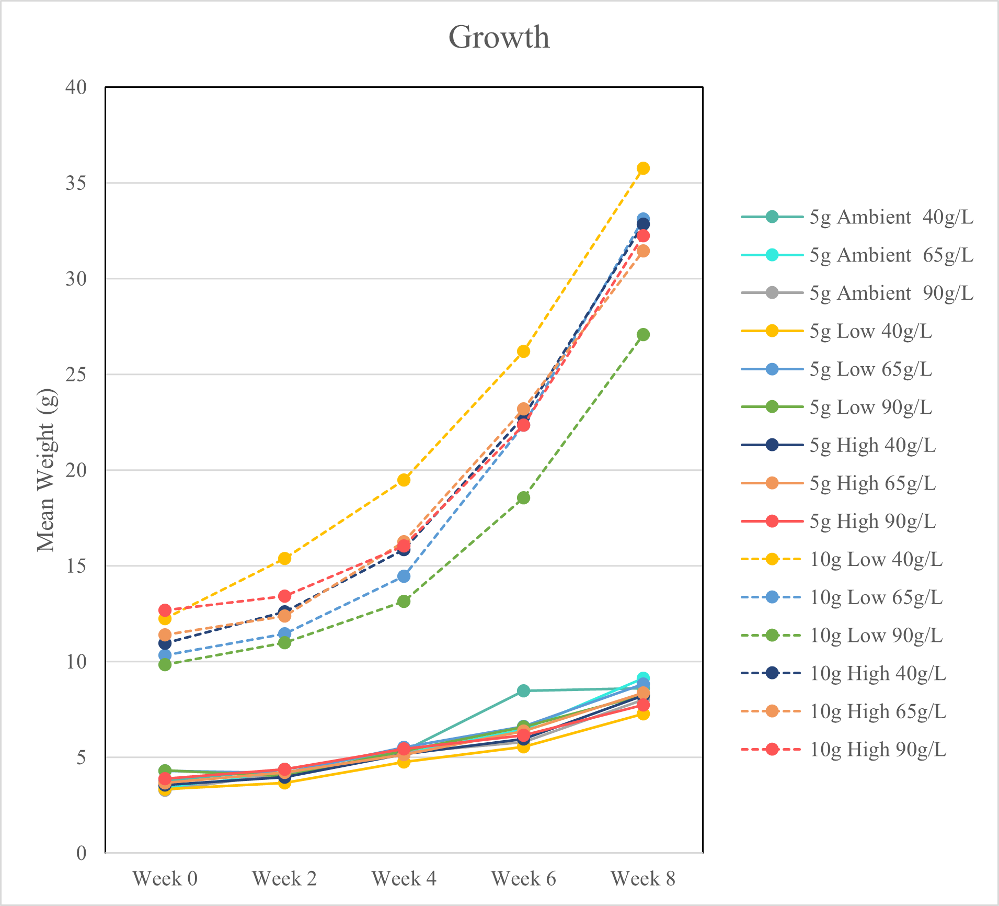 Growth
40
35
30
25
20
15
10
5
0
Mean Weight (g)
Week 0
Week 2
Week 4
Week 6
Week 8
5g Ambient  40g/L
5g Ambient  65g/L
5g Ambient  90g/L
5g Low 40g/L
5g Low 65g/L
5g Low 90g/L
5g High 40g/L
5g High 65g/L
5g High 90g/L
10g Low 40g/L
10g Low 65g/L
10g Low 90g/L
10g High 40g/L
10g High 65g/L
10g High 90g/L